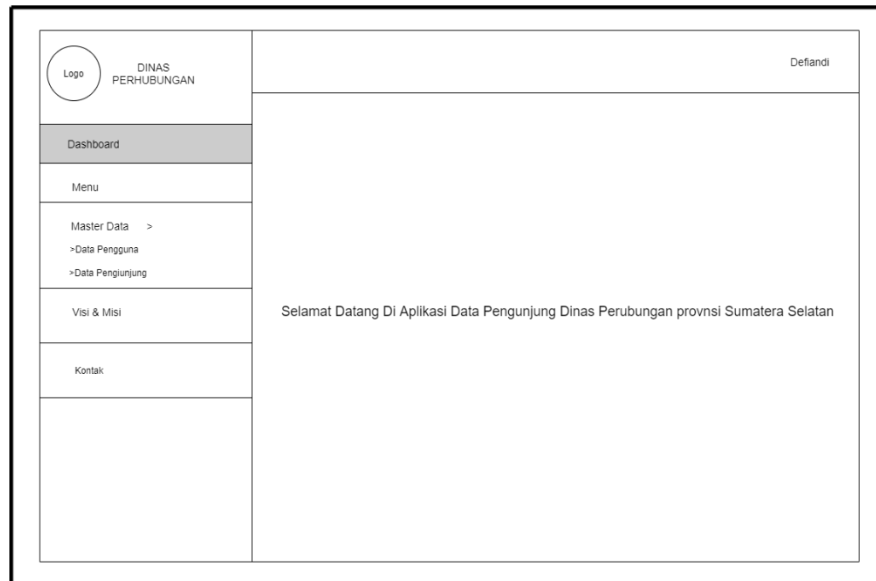 Logo
DINAS
PERHUBUNGAN
Defiandi
Dashboard
Menu
Master Data >
>Data Pengguna
>Data Pengiunjung
Visi & Misi
Kontak
Selamat Datang Di Aplikasi Data Pengunjung Dinas Perubungan provnsi Sumatera Selatan